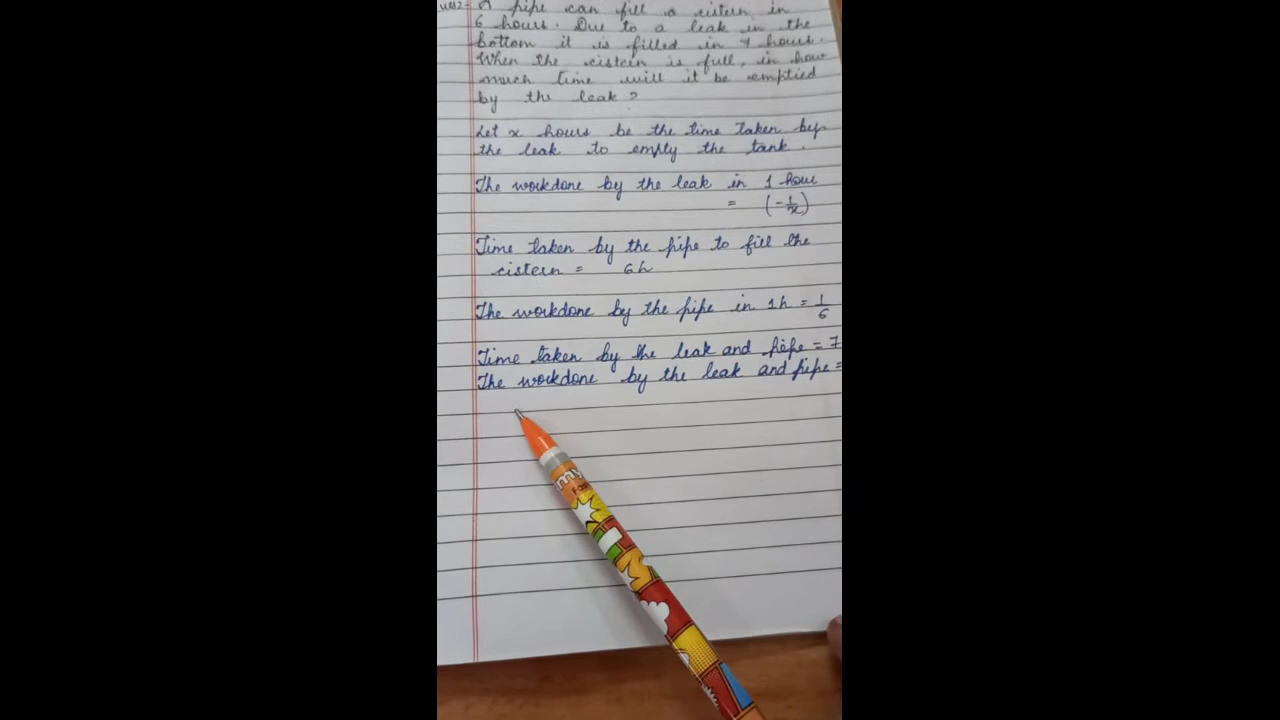 A pipe can fill a cistern in
6 hours. Due to a leak in the
bottom it is filled in 7 hours.
When the cistern is full, in how
much time will it be emptied
by the leak?
Let x hours be the time taken by
the leak to empty the tank.
The workdone by the leak in 1 hour
= (-1/x)
Time taken by the pipe to fill the
cistern = 6h
The workdone by the pipe in 1h = 1/6
Time taken by the leak and pipe = 7
The workdone by the leak and pipe =
my